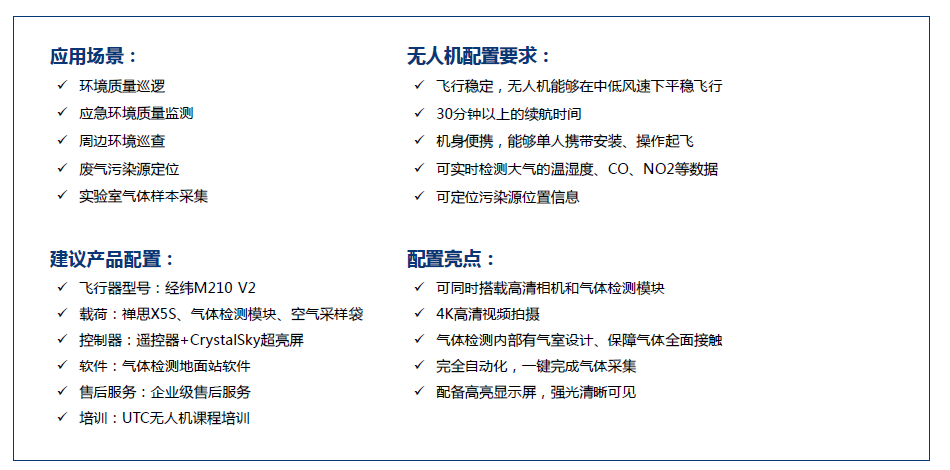 应用场景：
环境质量巡逻
应急环境质量监测
周边环境巡查
废气污染源定位
实验室气体样本采集
无人机配置要求：
飞行稳定，无人机能够在中低风速下平稳飞行
30分钟以上的续航时间
机身便携，能够单人携带安装、操作起飞
可实时检测大气的温湿度、CO、NO2等数据
可定位污染源位置信息
建议产品配置：
飞行器型号：经纬M210 V2
载荷：禅思X5S、气体检测模块、空气采样袋
控制器：遥控器+CrystalSky超亮屏
软件：气体检测地面站软件
售后服务：企业级售后服务
培训：UTC无人机课程培训
配置亮点：
可同时搭载高清相机和气体检测模块
4K高清视频拍摄
气体检测内部有气室设计、保障气体全面接触
完全自动化，一键完成气体采集
配备高亮显示屏，强光清晰可见